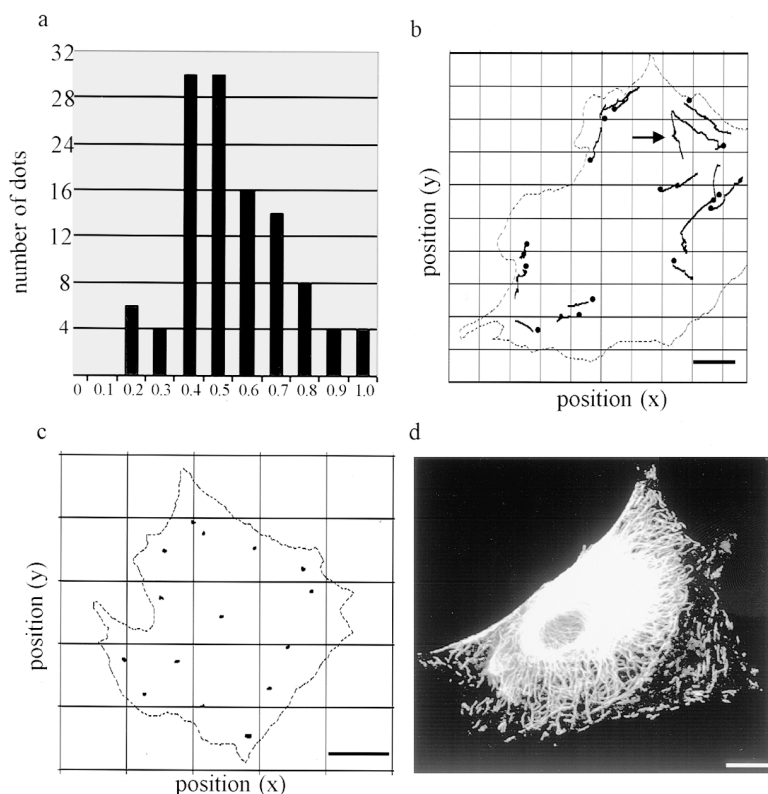 a
32
28
24
16
12
8
4
number of dots
0 0.1 0.2 0.3 0.4 0.5 0.6 0.7 0.8 0.9 1.0
b
position (y)
position (x)
c
position (y)
position (x)
d